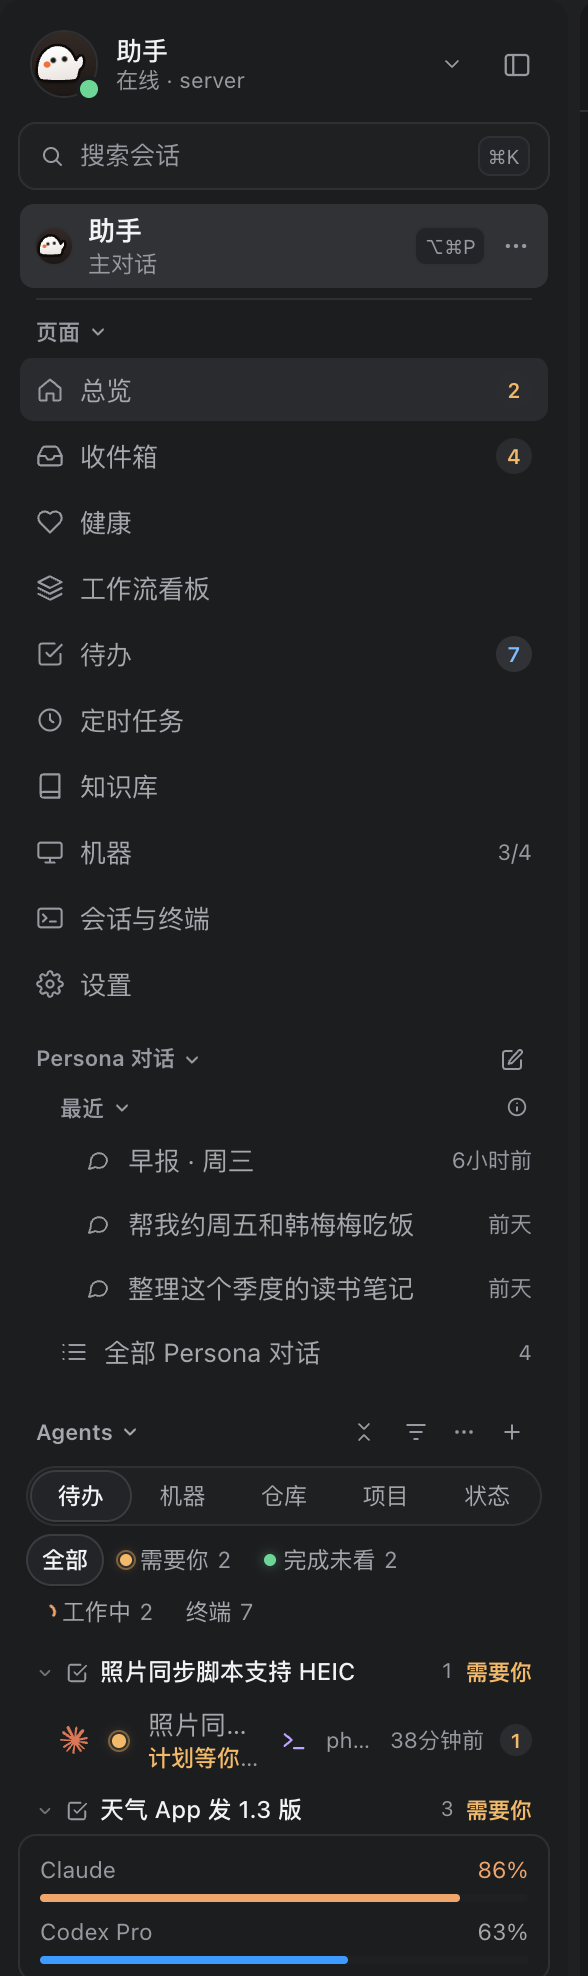 助手
在线 · server
搜索会话 ⌘K
助手
主对话 ⌥⌘P
页面
总览 2
收件箱 4
健康
工作流看板
待办 7
定时任务
知识库
机器 3/4
会话与终端
设置
Persona 对话
最近
早报 · 周三 6小时前
帮我约周五和韩梅梅吃饭 前天
整理这个季度的读书笔记 前天
全部 Persona 对话 4
Agents
待办 机器 仓库 项目 状态
全部 需要你 2 完成未看 2
工作中 2 终端 7
照片同步脚本支持 HEIC 1 需要你
照片同... ph... 38分钟前 1
计划等你...
天气 App 发 1.3 版 3 需要你
Claude 86%
Codex Pro 63%